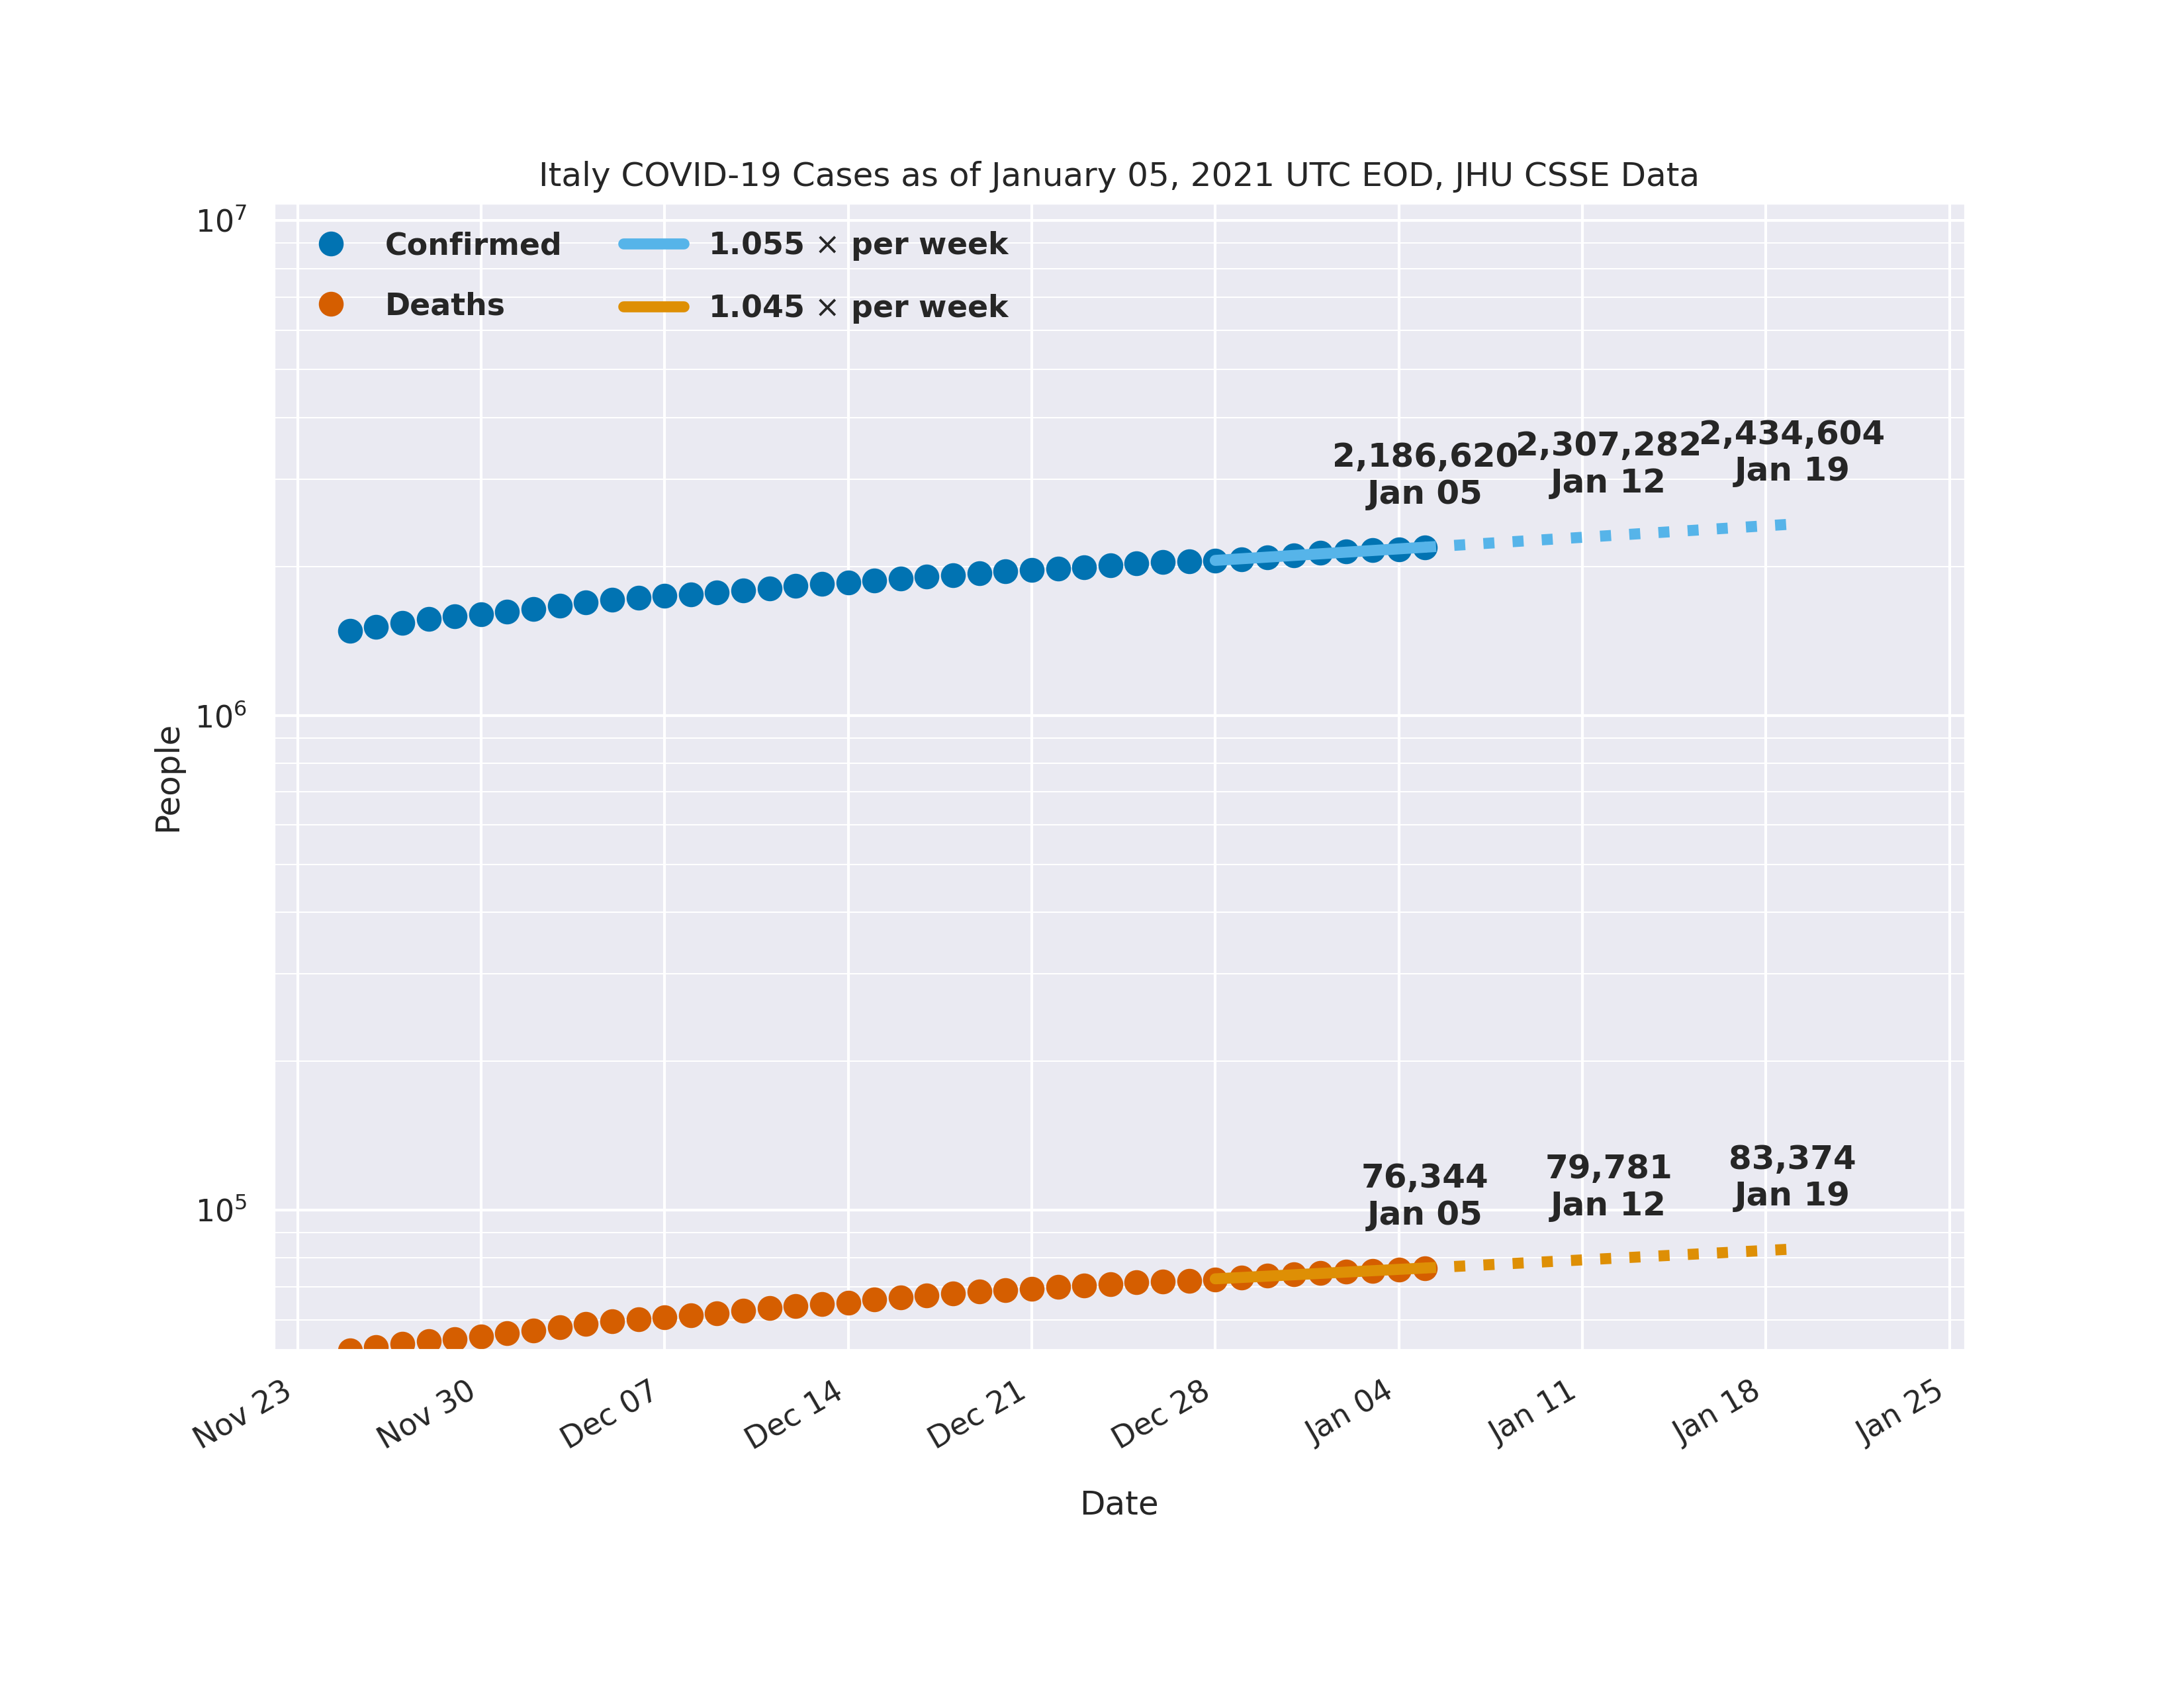 Italy COVID-19 Cases as of January 05, 2021 UTC EOD, JHU CSSE Data
10⁷
Confirmed
1.055 × per week
Deaths
1.045 × per week
2,186,620
Jan 05
2,307,282
Jan 12
2,434,604
Jan 19
10⁶
People
76,344
Jan 05
79,781
Jan 12
83,374
Jan 19
10⁵
Nov 23
Nov 30
Dec 07
Dec 14
Dec 21
Dec 28
Jan 04
Jan 11
Jan 18
Jan 25
Date